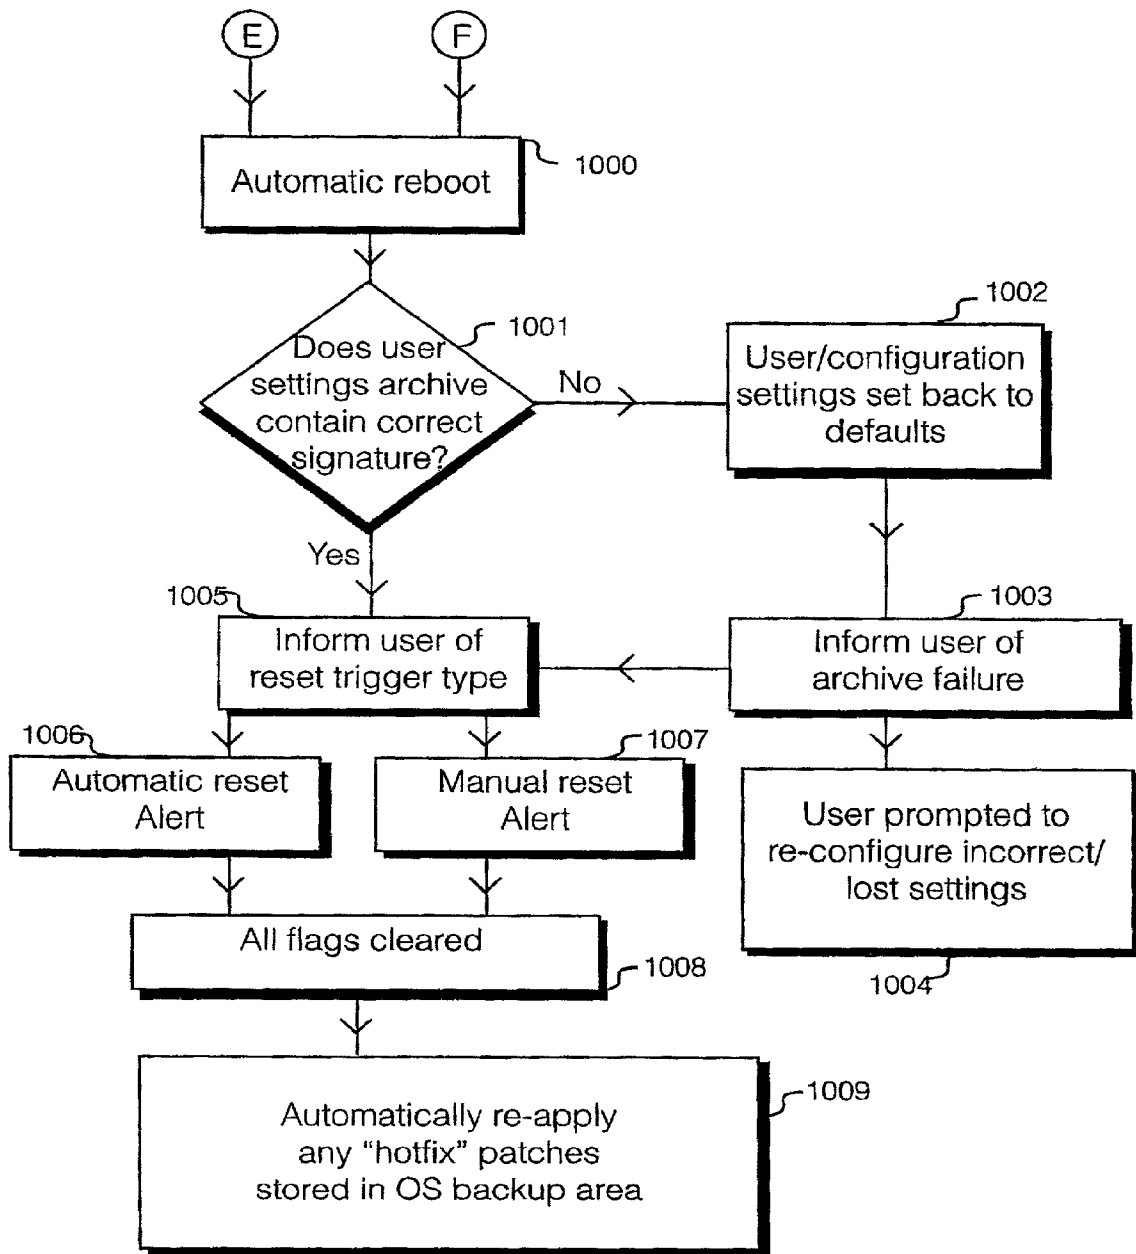 E
F
1000
Automatic reboot
1001
Does user
settings archive
contain correct
signature?
No
1002
User/configuration
settings set back to
defaults
Yes
1005
Inform user of
reset trigger type
1003
Inform user of
archive failure
1006
Automatic reset
Alert
1007
Manual reset
Alert
User prompted to
re-configure incorrect/
lost settings
1004
All flags cleared
1008
1009
Automatically re-apply
any “hotfix” patches
stored in OS backup area